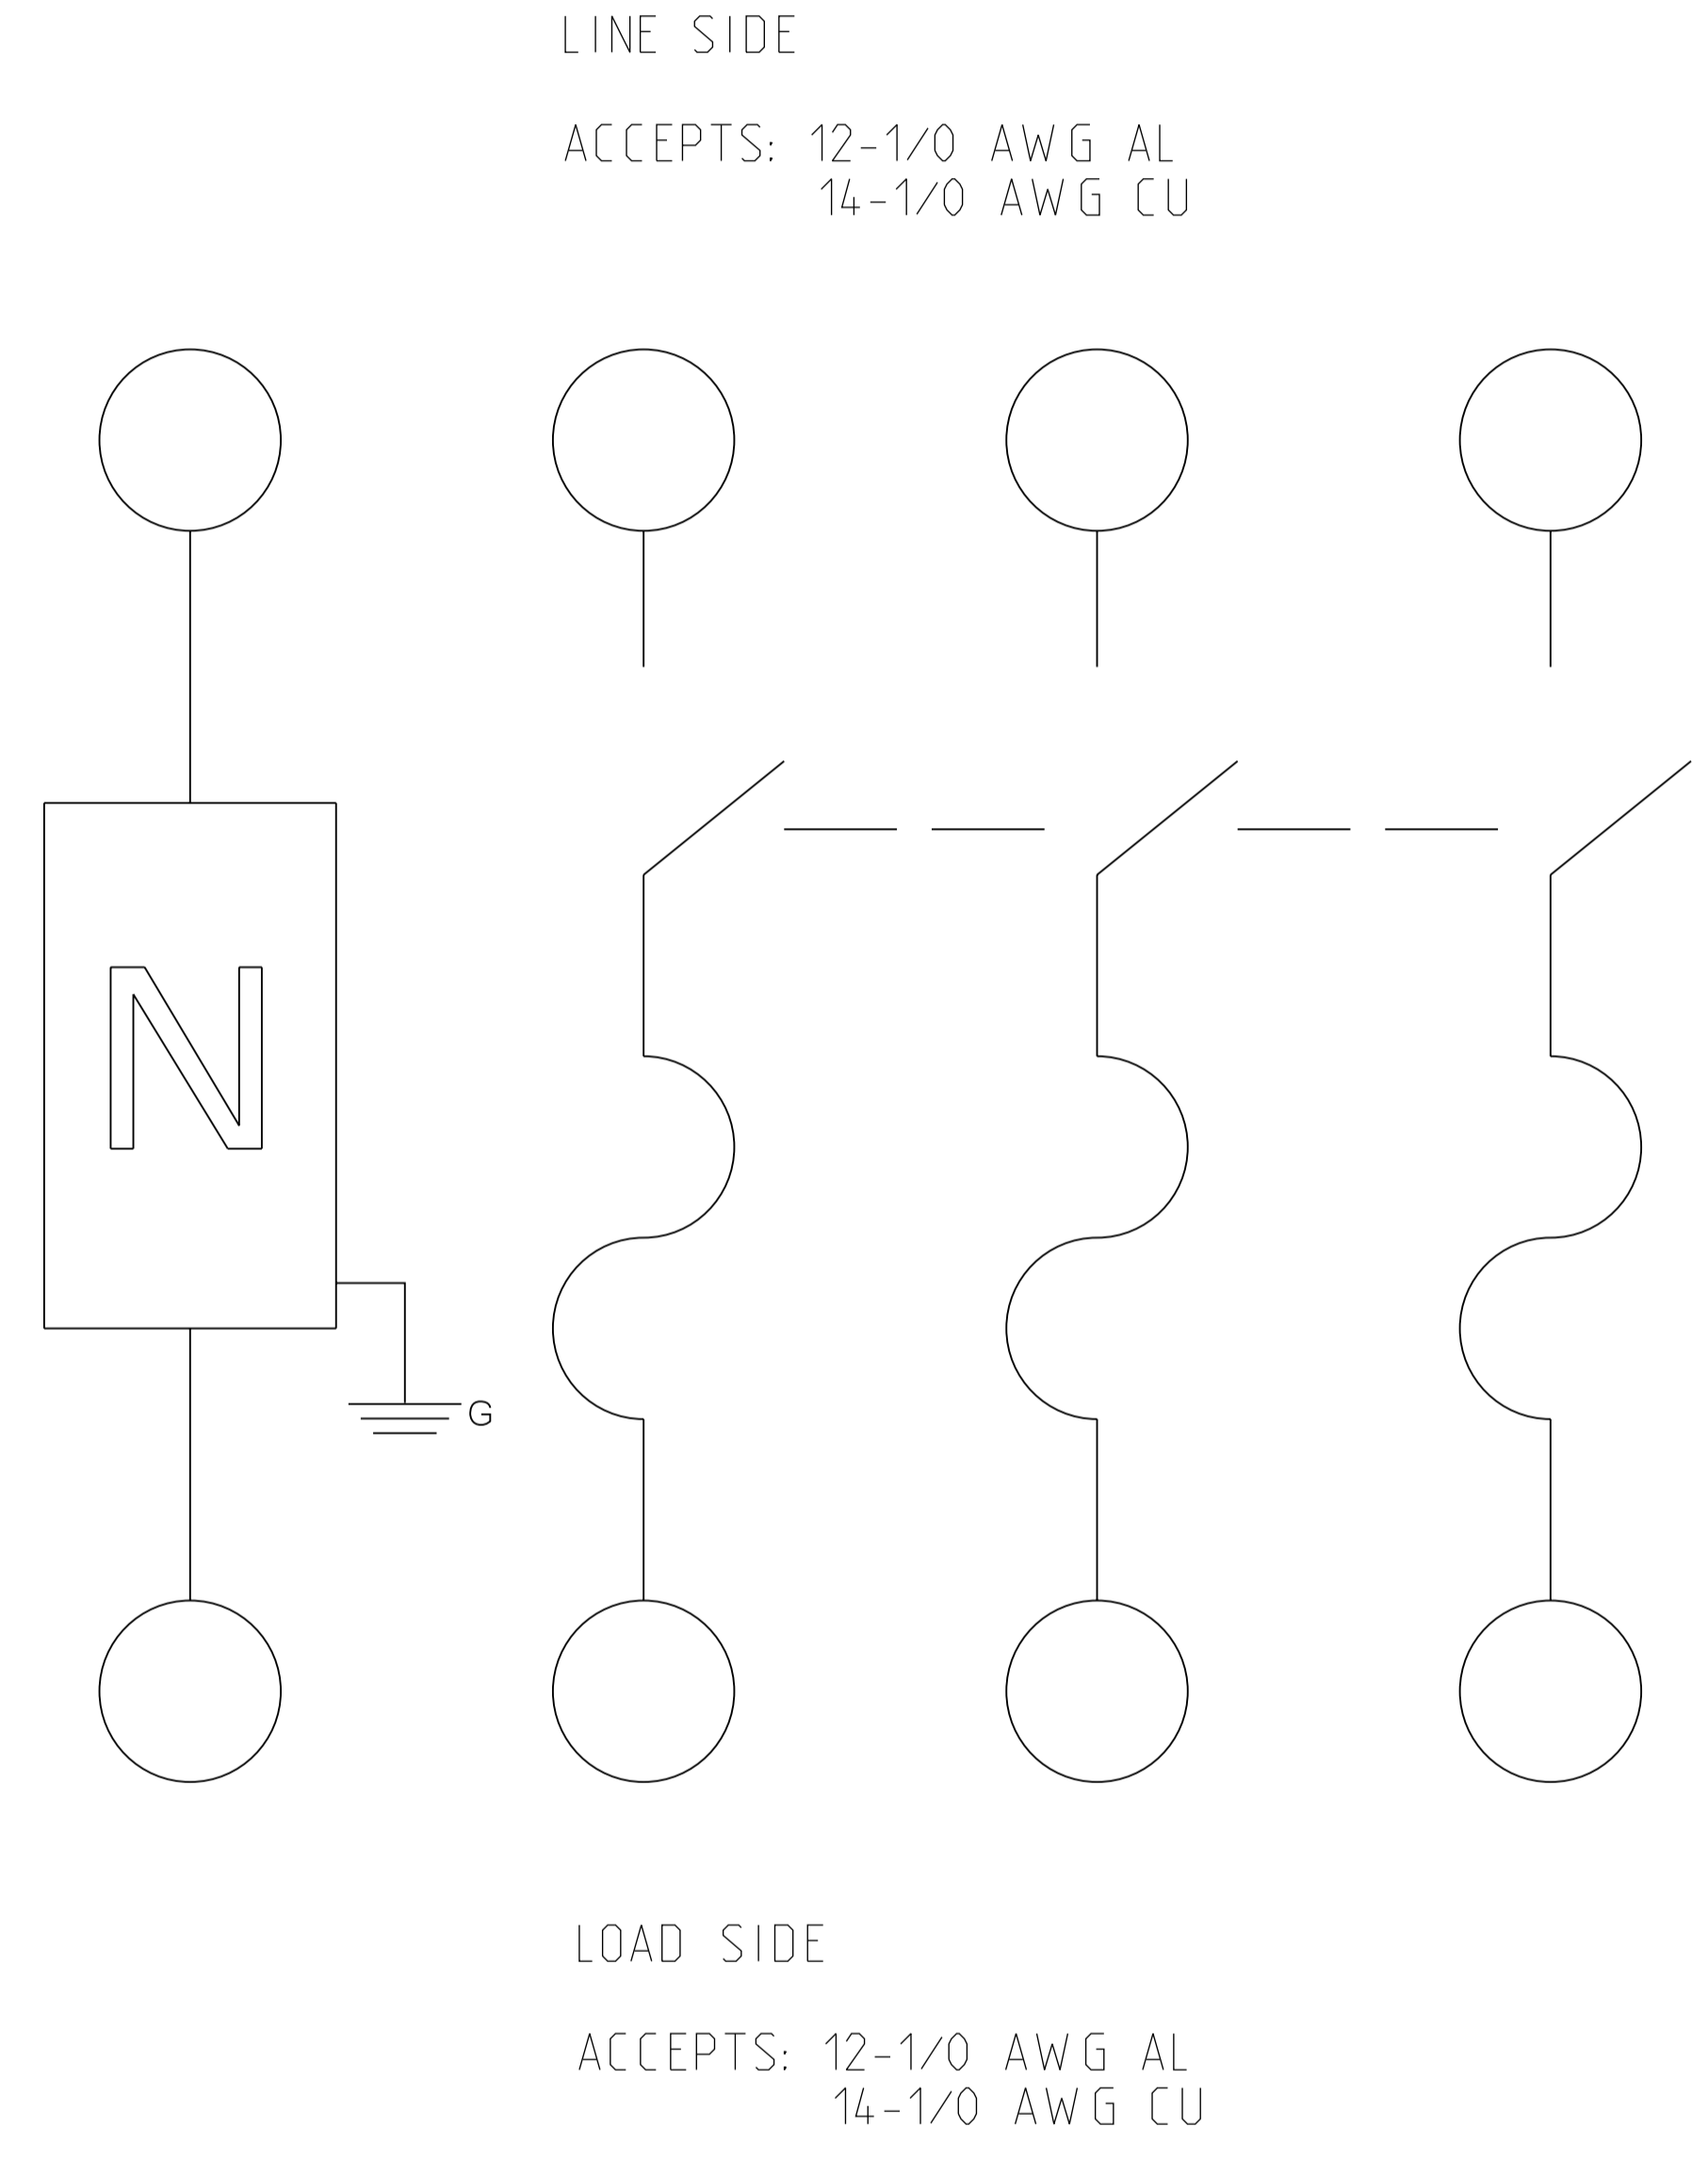 LINE SIDE
ACCEPTS: 12-1/0 AWG AL
14-1/0 AWG CU
N
G
LOAD SIDE
ACCEPTS: 12-1/0 AWG AL
14-1/0 AWG CU